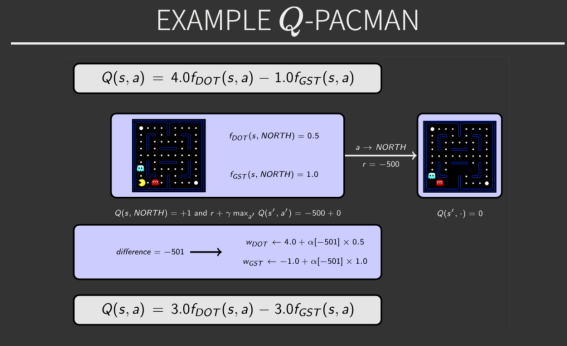 EXAMPLE Q-PACMAN
Q(s, a) = 4.0f_DOT(s, a) − 1.0f_GST(s, a)
f_DOT(s, NORTH) = 0.5
f_GST(s, NORTH) = 1.0
a → NORTH
r = −500
Q(s, NORTH) = +1 and r + γ max_a′ Q(s′, a′) = −500 + 0
Q(s′, ·) = 0
difference = −501
w_DOT ← 4.0 + α[−501] × 0.5
w_GST ← −1.0 + α[−501] × 1.0
Q(s, a) = 3.0f_DOT(s, a) − 3.0f_GST(s, a)